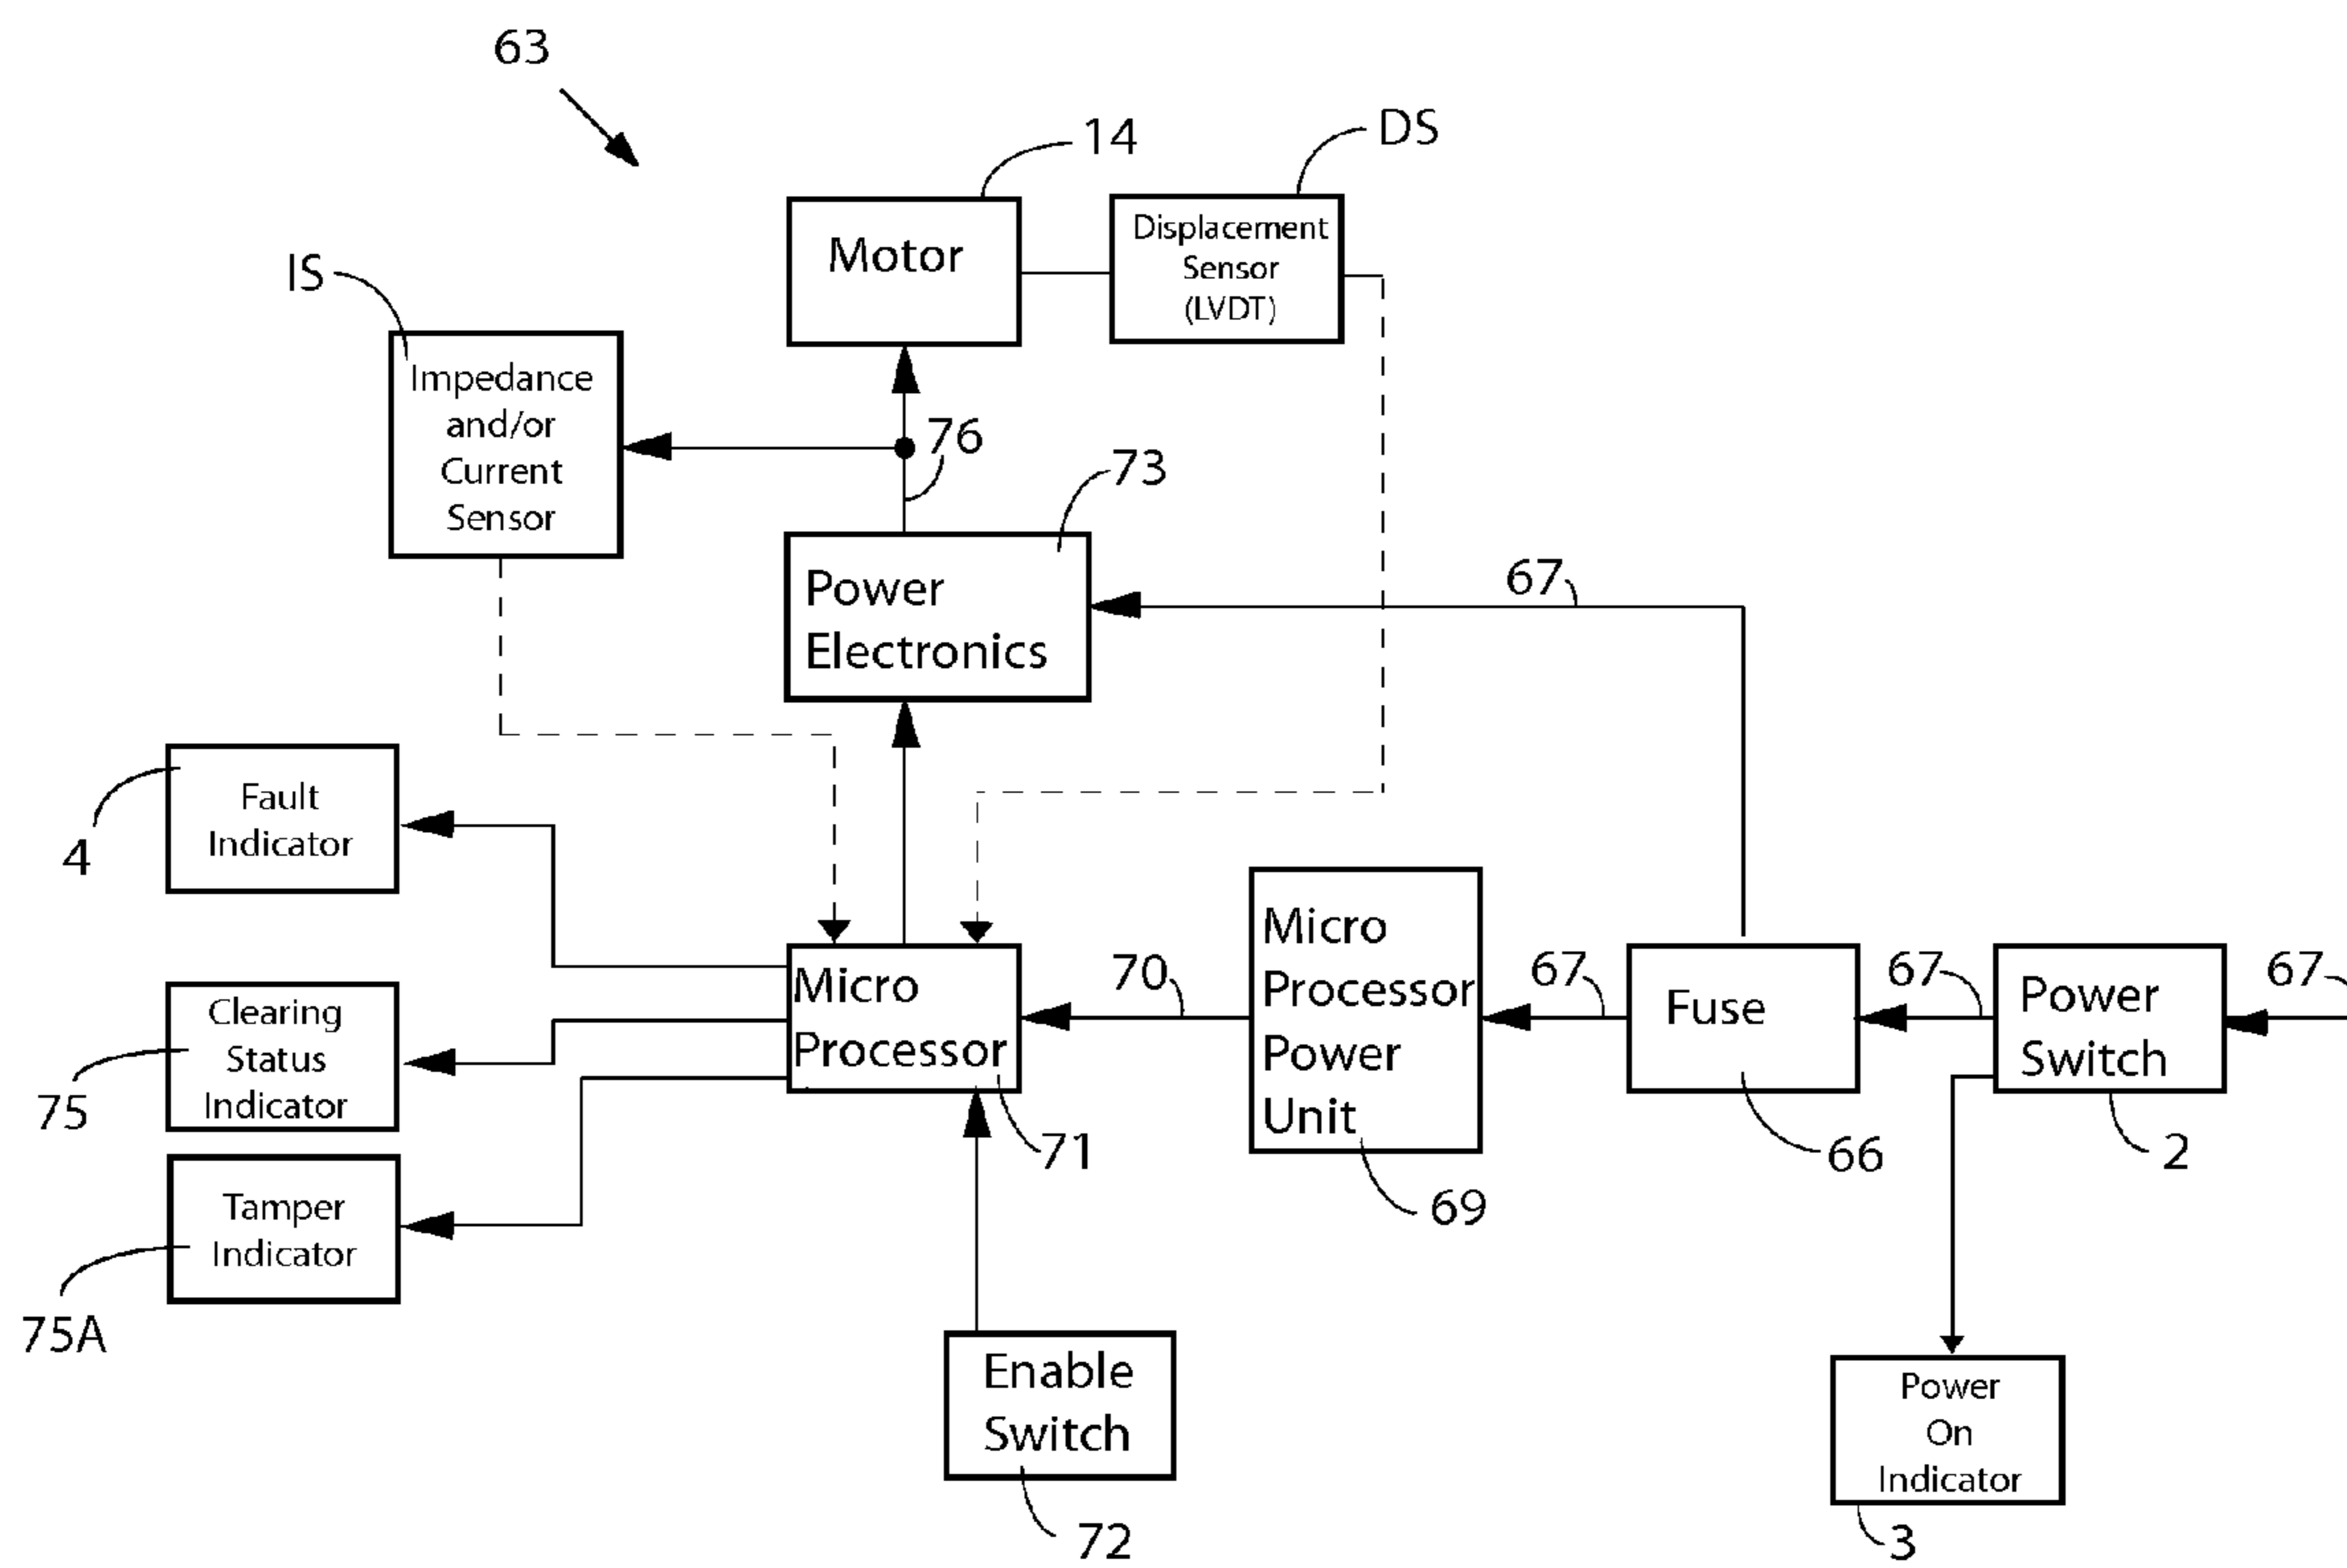 63
14
DS
Motor
Displacement
Sensor
(LVDT)
IS
Impedance
and/or
Current
Sensor
76
73
Power
Electronics
67
4
Fault
Indicator
Micro
Processor
71
70
Micro
Processor
Power
Unit
69
67
Fuse
66
67
Power
Switch
2
67
75
Clearing
Status
Indicator
75A
Tamper
Indicator
Enable
Switch
72
Power
On
Indicator
3